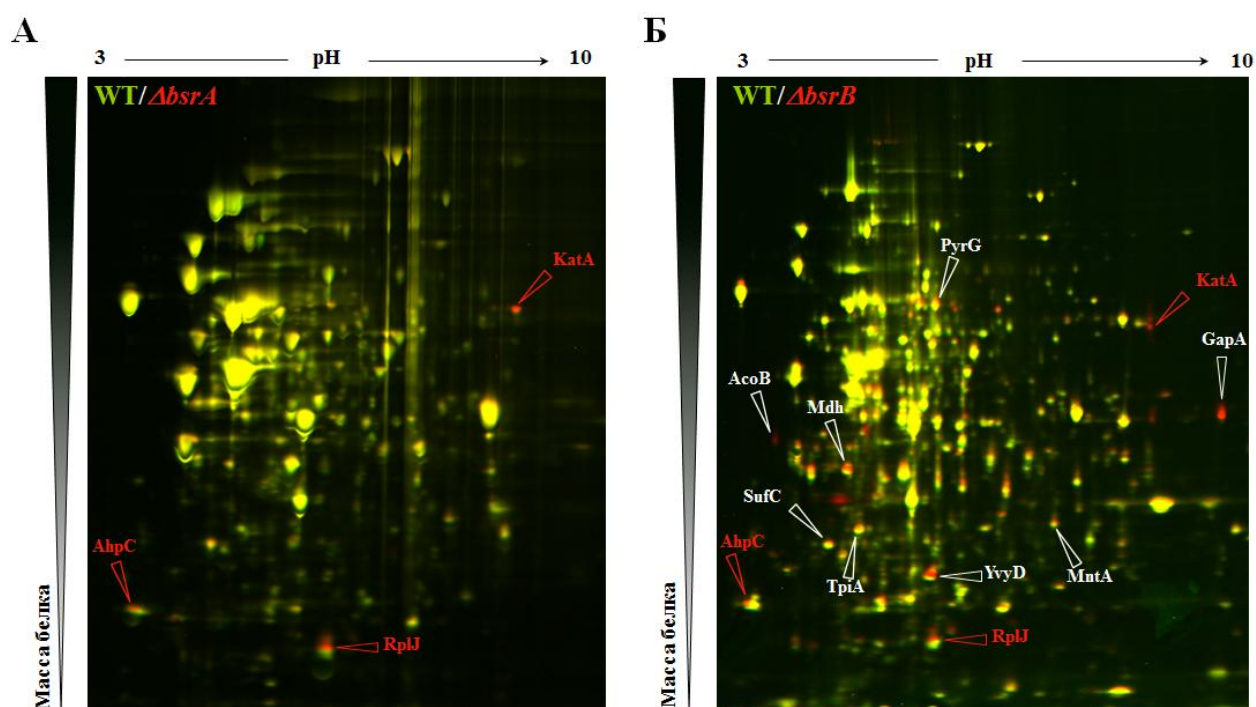 А
3 pH 10
WT/ΔbsrA
KatA
AhpC
RplJ
Масса белка
Б
3 pH 10
WT/ΔbsrB
PyrG
KatA
GapA
AcoB
Mdh
SufC
AhpC
TpiA
YvyD
MntA
RplJ
Масса белка